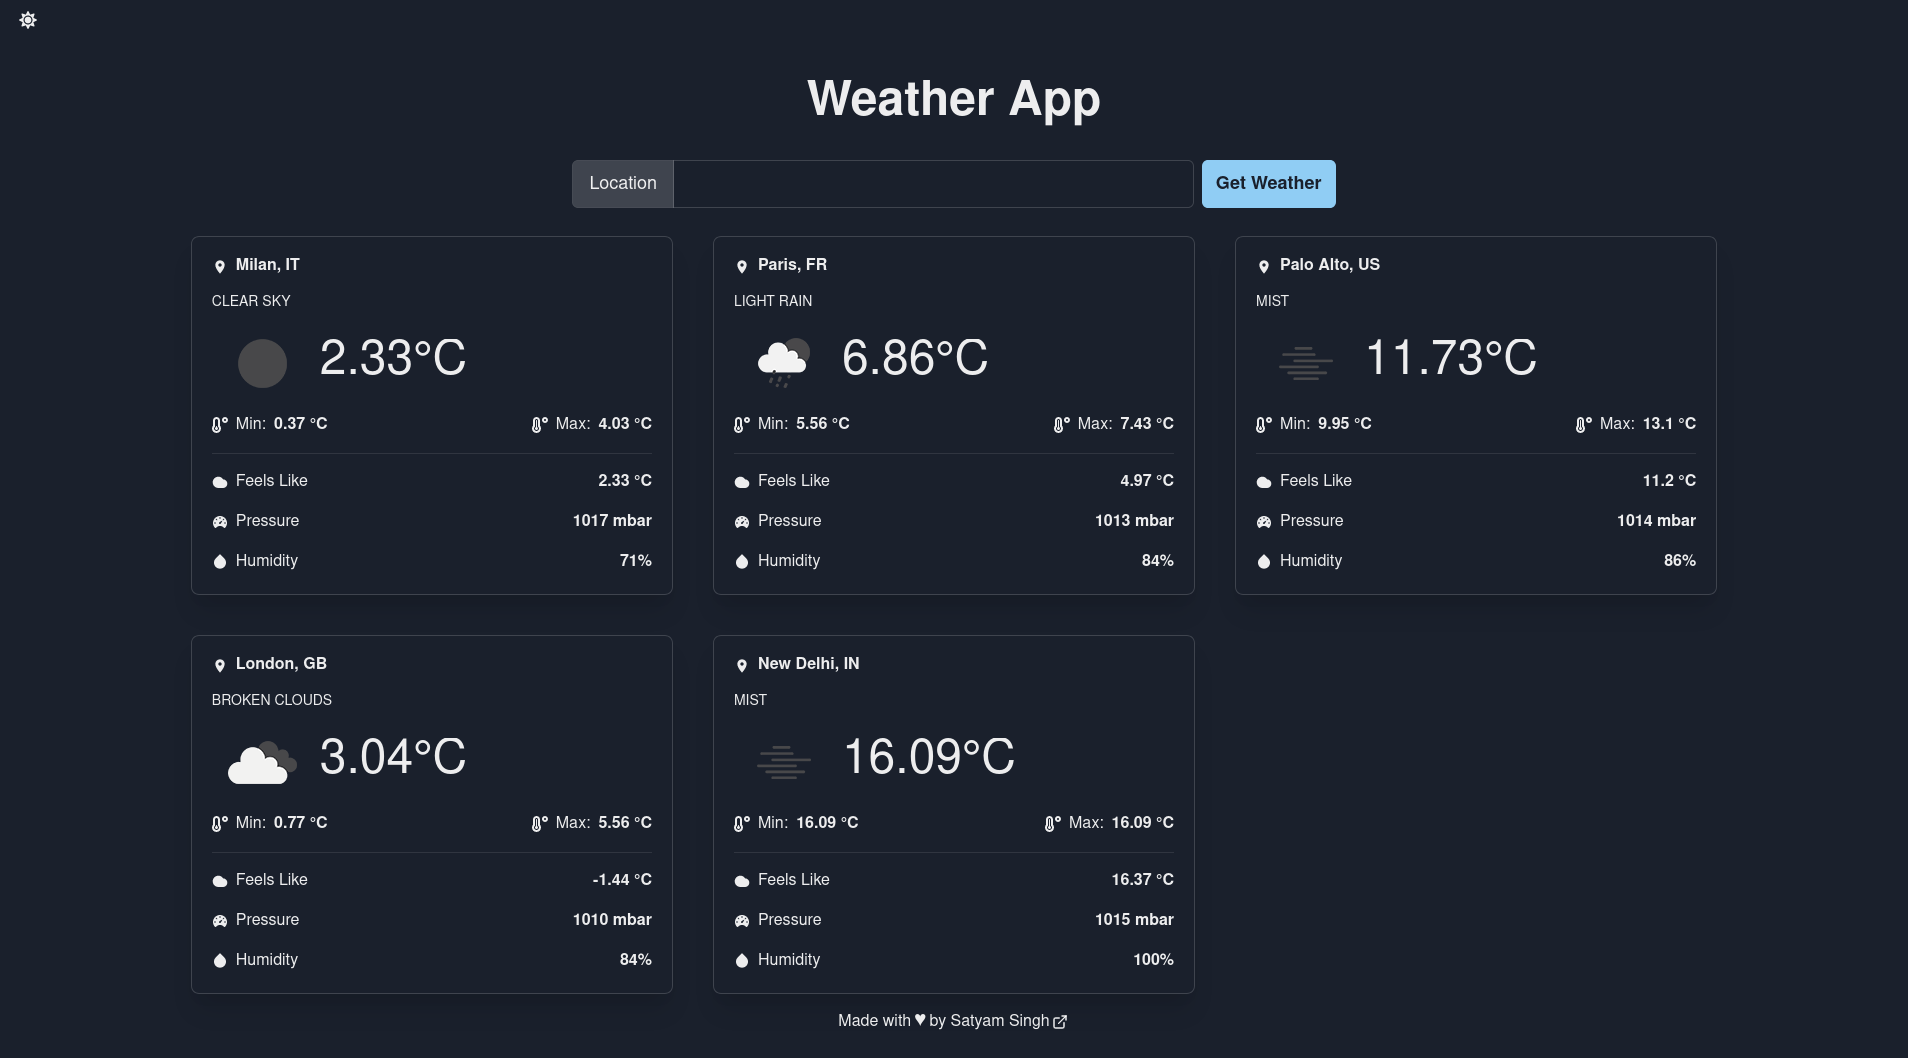 Weather App
Location
Get Weather
Milan, IT
CLEAR SKY
2.33°C
Min: 0.37 °C Max: 4.03 °C
Feels Like 2.33 °C
Pressure 1017 mbar
Humidity 71%
Paris, FR
LIGHT RAIN
6.86°C
Min: 5.56 °C Max: 7.43 °C
Feels Like 4.97 °C
Pressure 1013 mbar
Humidity 84%
Palo Alto, US
MIST
11.73°C
Min: 9.95 °C Max: 13.1 °C
Feels Like 11.2 °C
Pressure 1014 mbar
Humidity 86%
London, GB
BROKEN CLOUDS
3.04°C
Min: 0.77 °C Max: 5.56 °C
Feels Like -1.44 °C
Pressure 1010 mbar
Humidity 84%
New Delhi, IN
MIST
16.09°C
Min: 16.09 °C Max: 16.09 °C
Feels Like 16.37 °C
Pressure 1015 mbar
Humidity 100%
Made with ♥ by Satyam Singh